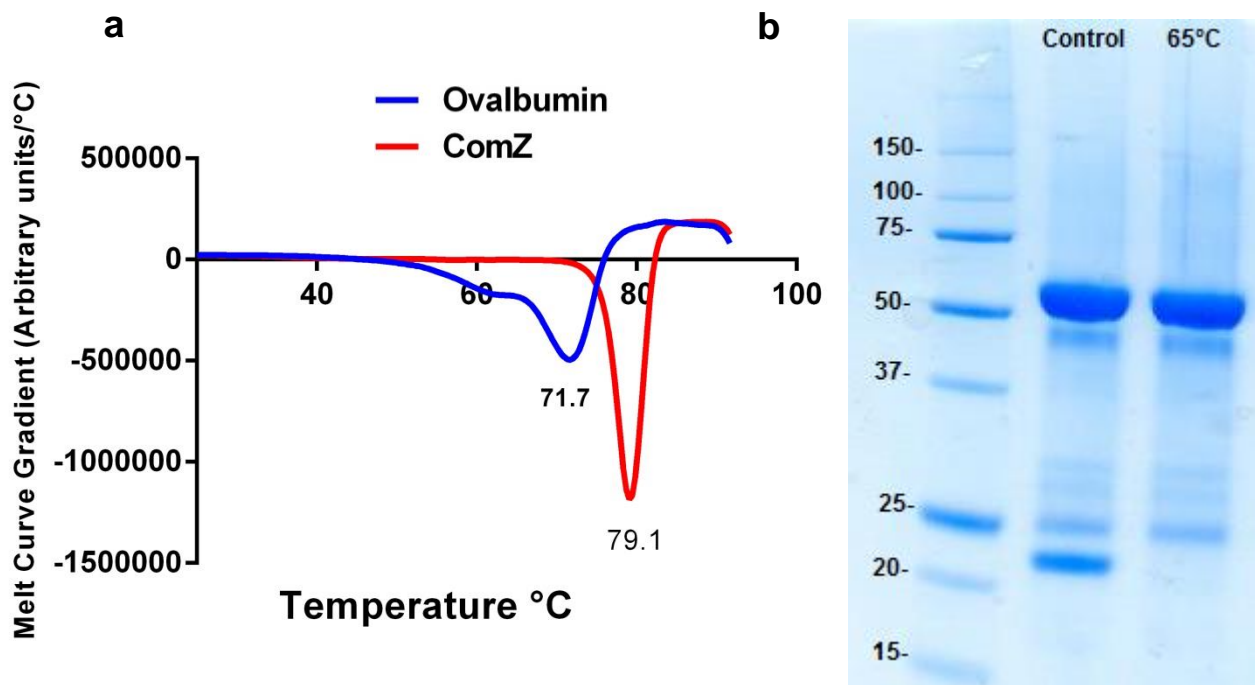 a
Ovalbumin
ComZ
Melt Curve Gradient (Arbitrary units/°C)
500000
0
-500000
-1000000
-1500000
40
60
80
100
71.7
79.1
Temperature °C
b
Control
65°C
150-
100-
75-
50-
37-
25-
20-
15-